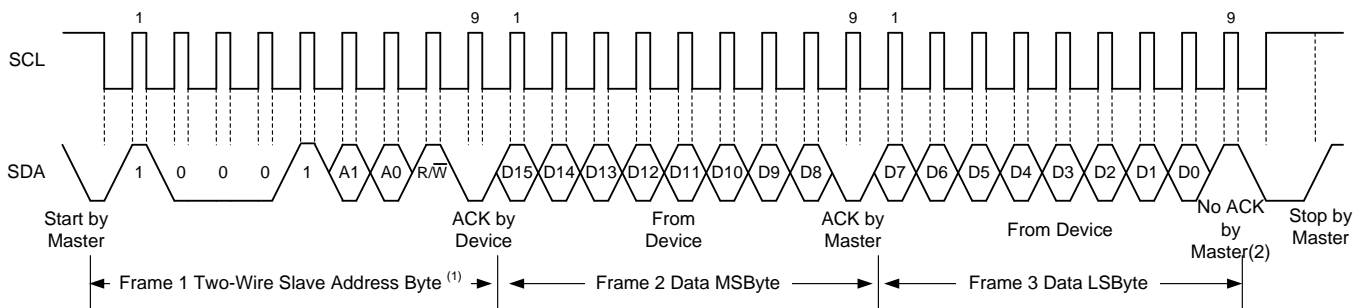 1 9 1 9 1 9
SCL
SDA
1 0 0 0 1 A1 A0 R/W̅ D15 D14 D13 D12 D11 D10 D9 D8 D7 D6 D5 D4 D3 D2 D1 D0
Start by
Master
ACK by
Device
From
Device
ACK by
Master
From Device
No ACK
by
Master(2)
Stop by
Master
Frame 1 Two-Wire Slave Address Byte (1)
Frame 2 Data MSByte
Frame 3 Data LSByte